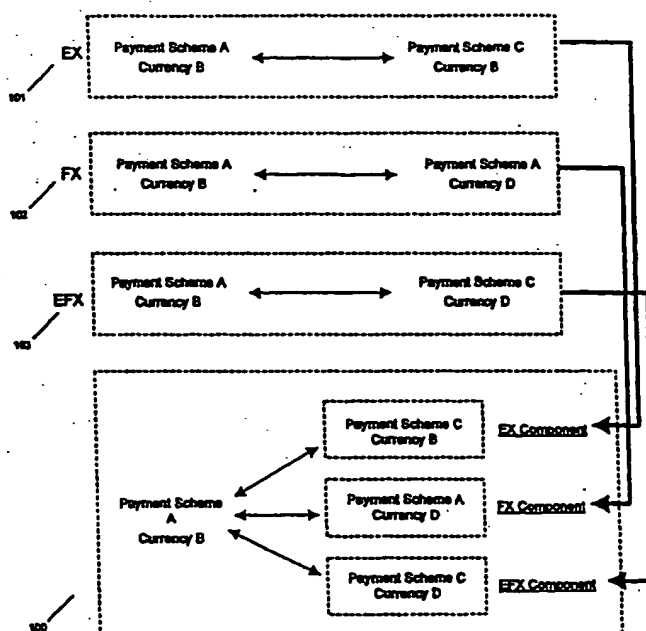 EX
Payment Scheme A
Currency B
Payment Scheme C
Currency B
101
FX
Payment Scheme A
Currency B
Payment Scheme A
Currency D
102
EFX
Payment Scheme A
Currency B
Payment Scheme C
Currency D
103
Payment Scheme C
Currency B
EX Component
Payment Scheme
A
Currency B
Payment Scheme A
Currency D
FX Component
Payment Scheme C
Currency D
EFX Component
100